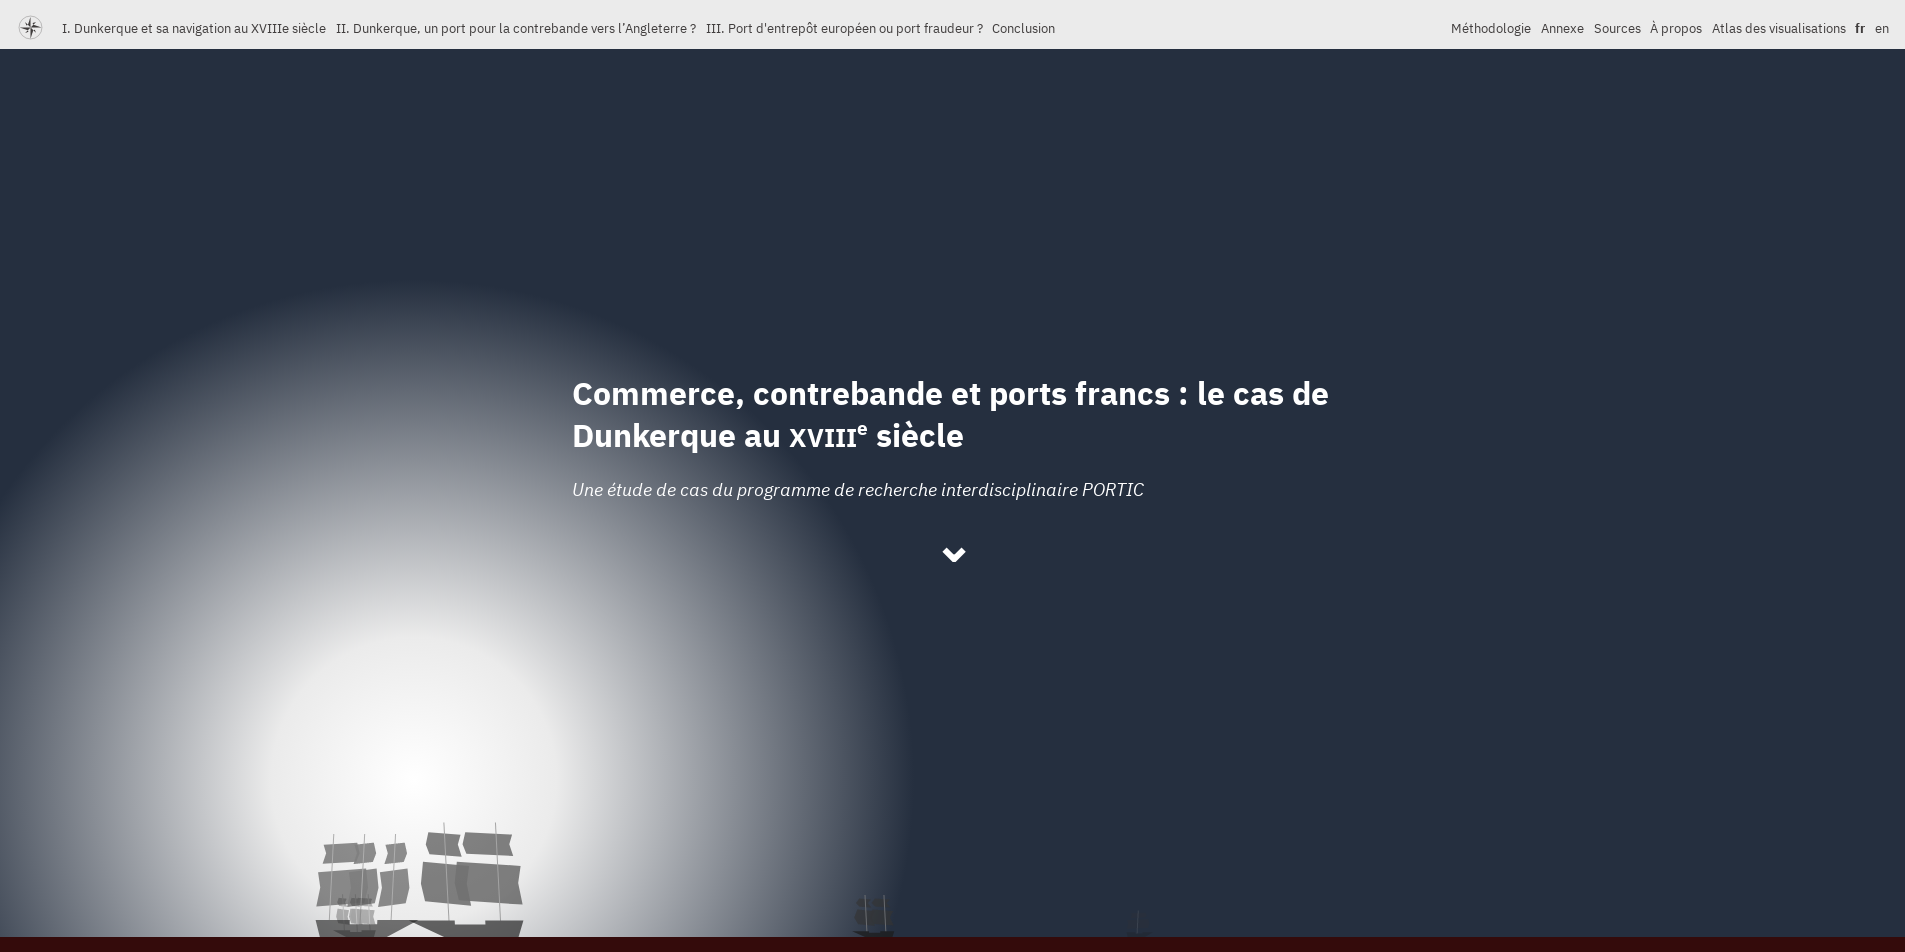 I. Dunkerque et sa navigation au XVIIIe siècle II. Dunkerque, un port pour la contrebande vers l’Angleterre ? III. Port d'entrepôt européen ou port fraudeur ? Conclusion Méthodologie Annexe Sources À propos Atlas des visualisations fr en
Commerce, contrebande et ports francs : le cas de
Dunkerque au XVIIIe siècle
Une étude de cas du programme de recherche interdisciplinaire PORTIC